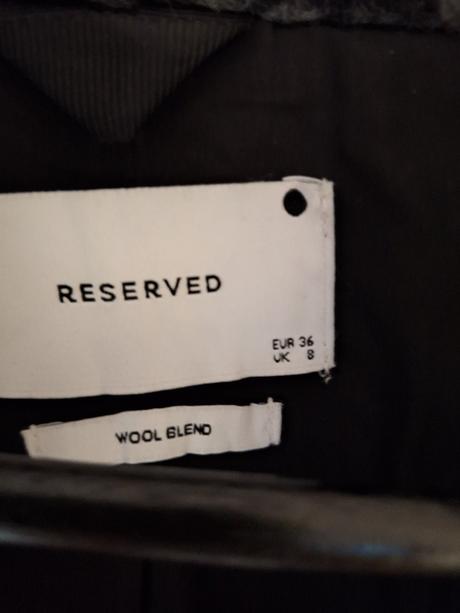 RESERVED
EUR 36
UK 8
WOOL BLEND